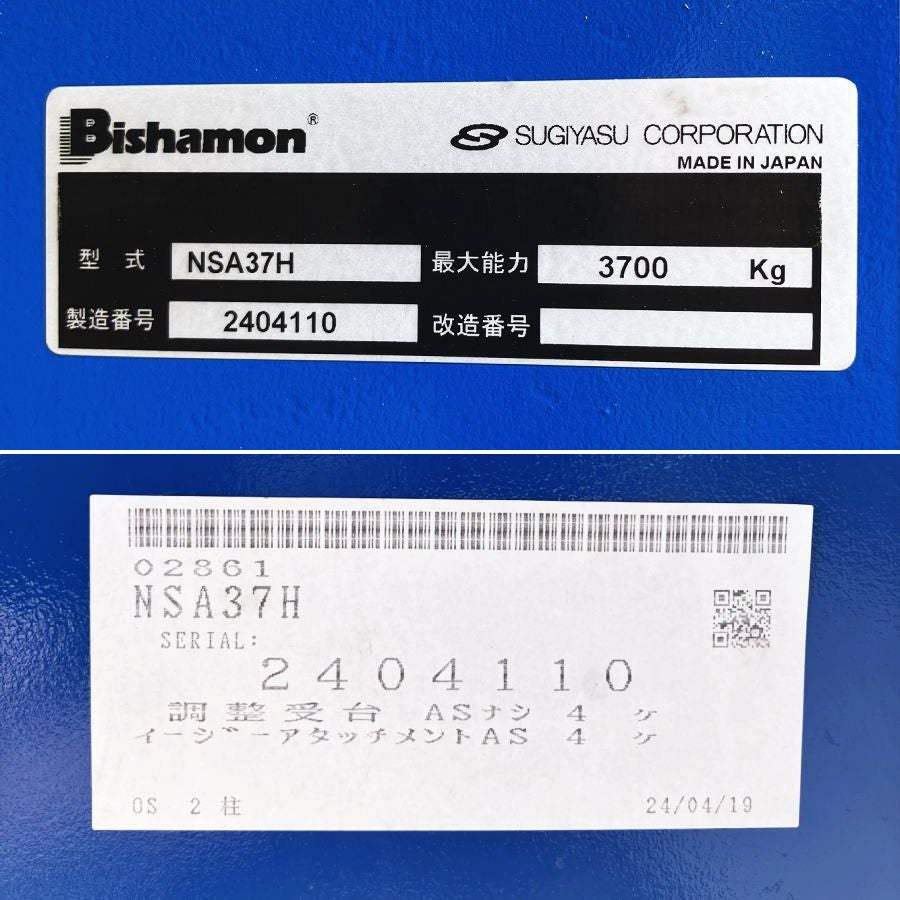 Bishamon®
SUGIYASU CORPORATION
MADE IN JAPAN
型 式 NSA37H 最大能力 3700 Kg
製造番号 2404110 改造番号
02861
NSA37H
SERIAL:
2404110
調整受台 ASナシ 4 ケ
イージーアタッチメントAS 4 ケ
OS 2 柱 24/04/19